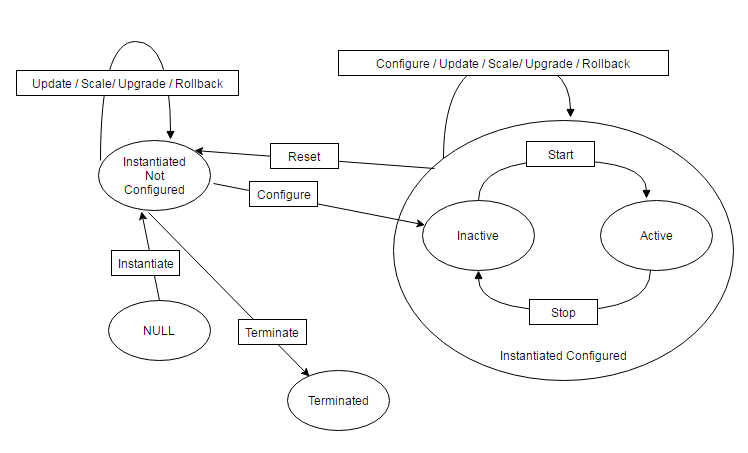 Configure / Update / Scale/ Upgrade / Rollback
Update / Scale/ Upgrade / Rollback
Start
Reset
Instantiated
Not
Configured
Configure
Inactive
Active
Instantiate
Stop
NULL
Terminate
Instantiated Configured
Terminated